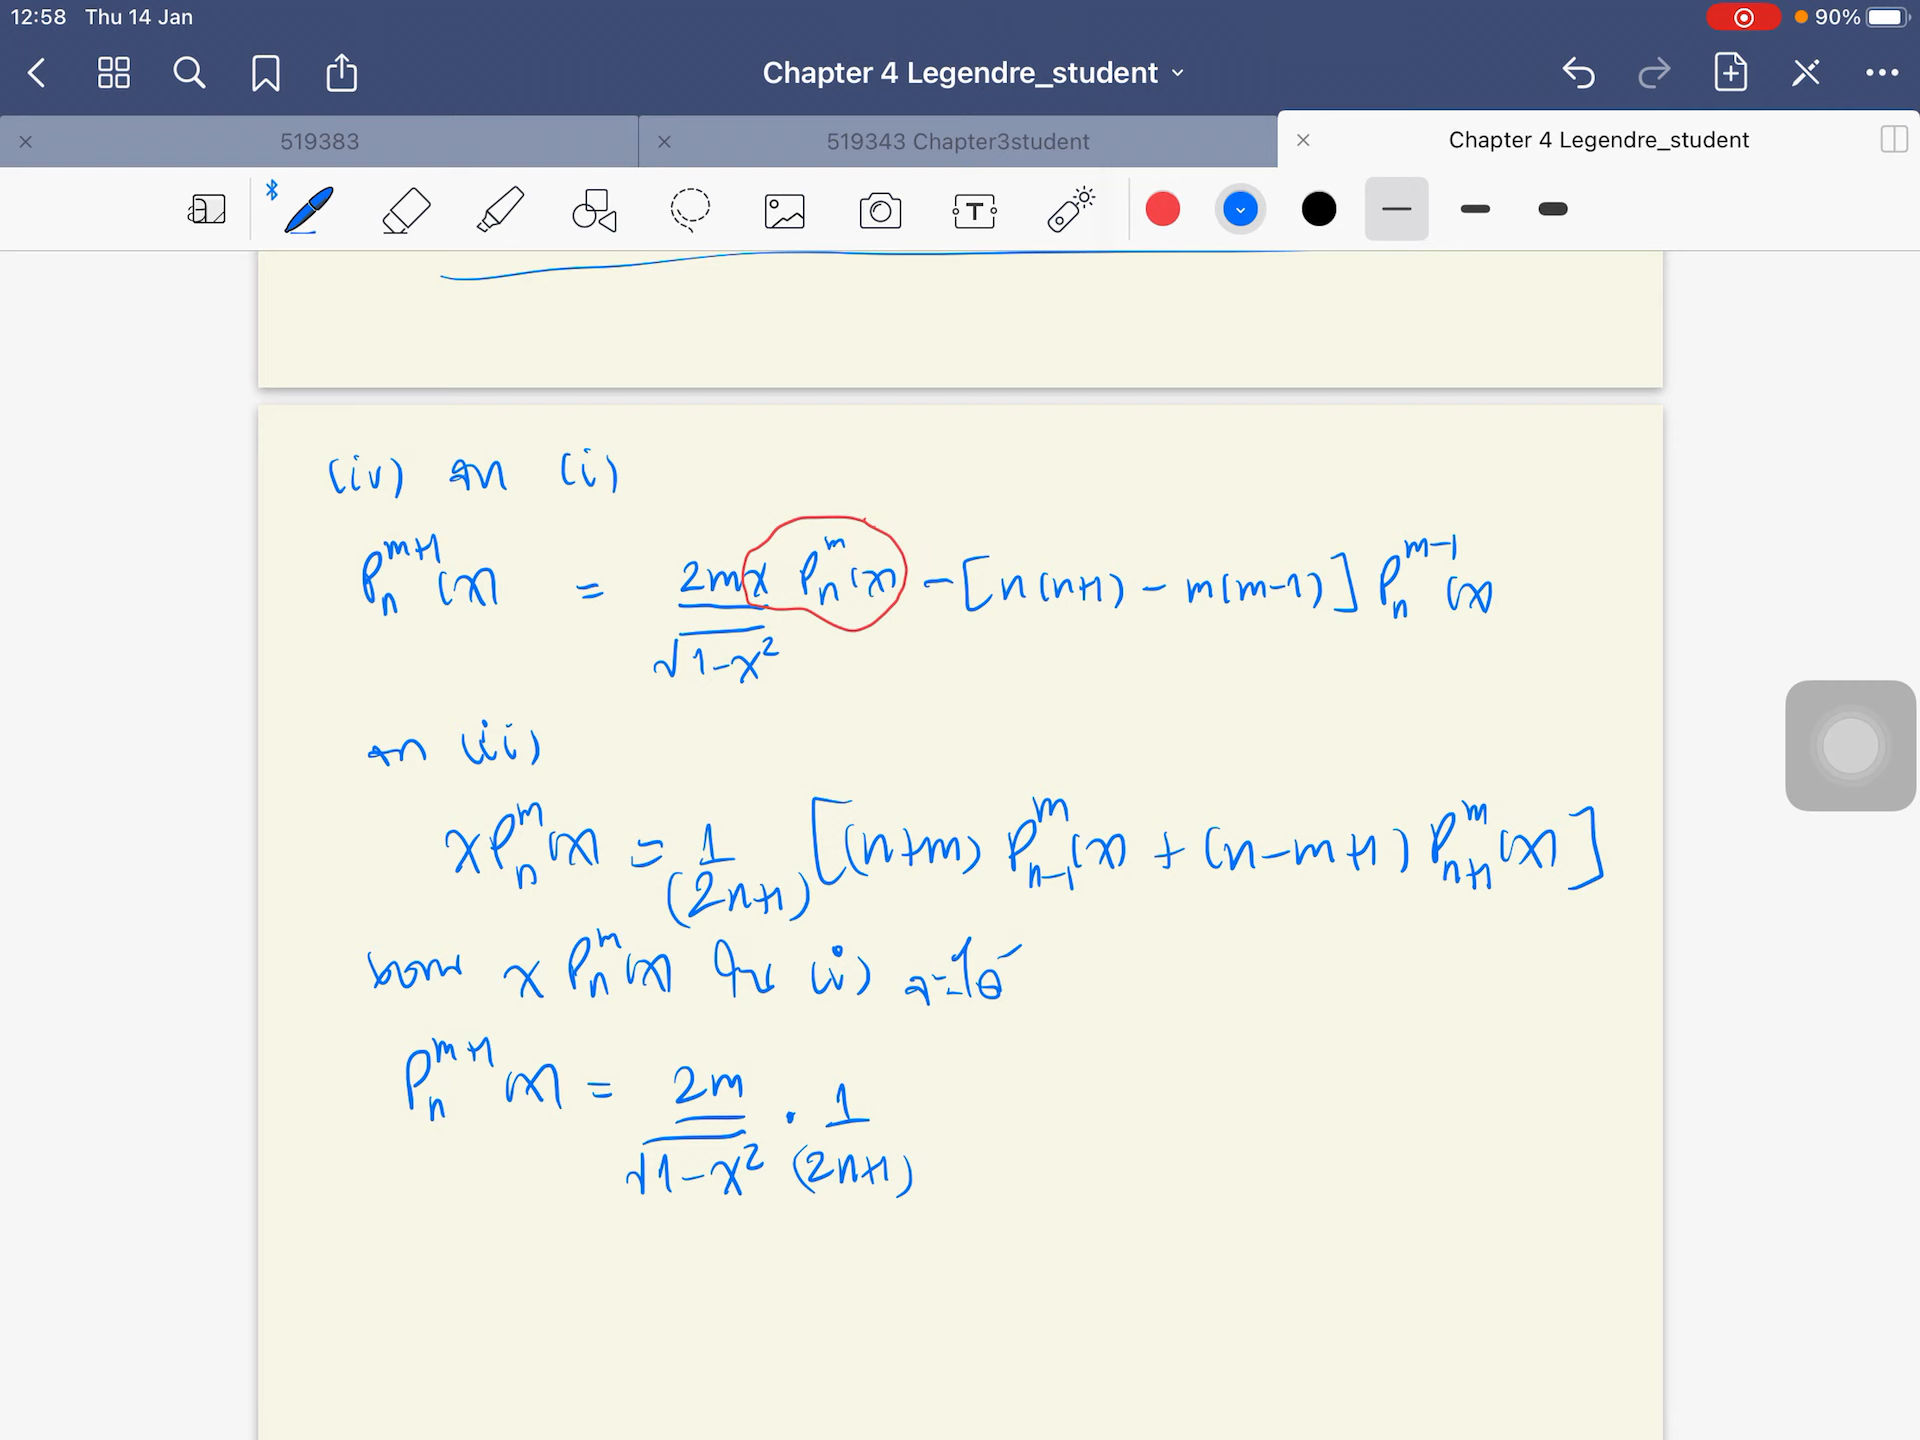 12:58 Thu 14 Jan
90%
Chapter 4 Legendre_student
519383
519343 Chapter3student
Chapter 4 Legendre_student
(iv) จาก (i)
P_n^{m+1}(x) = 2mx/√(1-x²) P_n^m(x) - [n(n+1) - m(m-1)] P_n^{m-1}(x)
จาก (ii)
xP_n^m(x) = 1/(2n+1) [(n+m) P_{n-1}^m(x) + (n-m+1) P_{n+1}^m(x)]
แทน x P_n^m(x) ใน (i) จะได้
P_n^{m+1}(x) = 2m/√(1-x²) · 1/(2n+1)